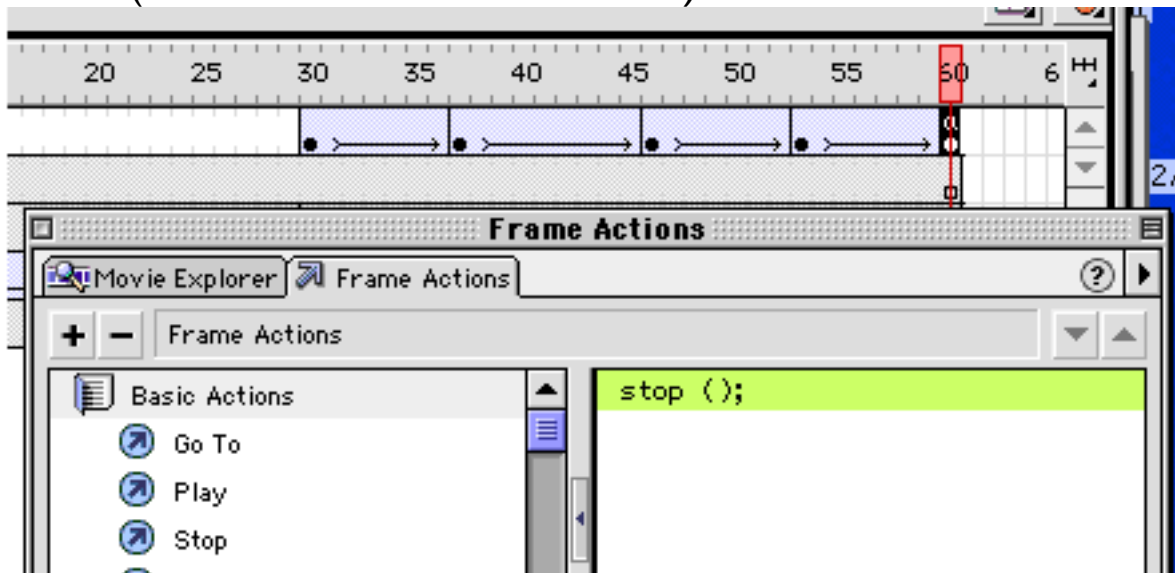 20 25 30 35 40 45 50 55 60 6
Frame Actions
Movie Explorer Frame Actions
Frame Actions
Basic Actions
stop ();
Go To
Play
Stop